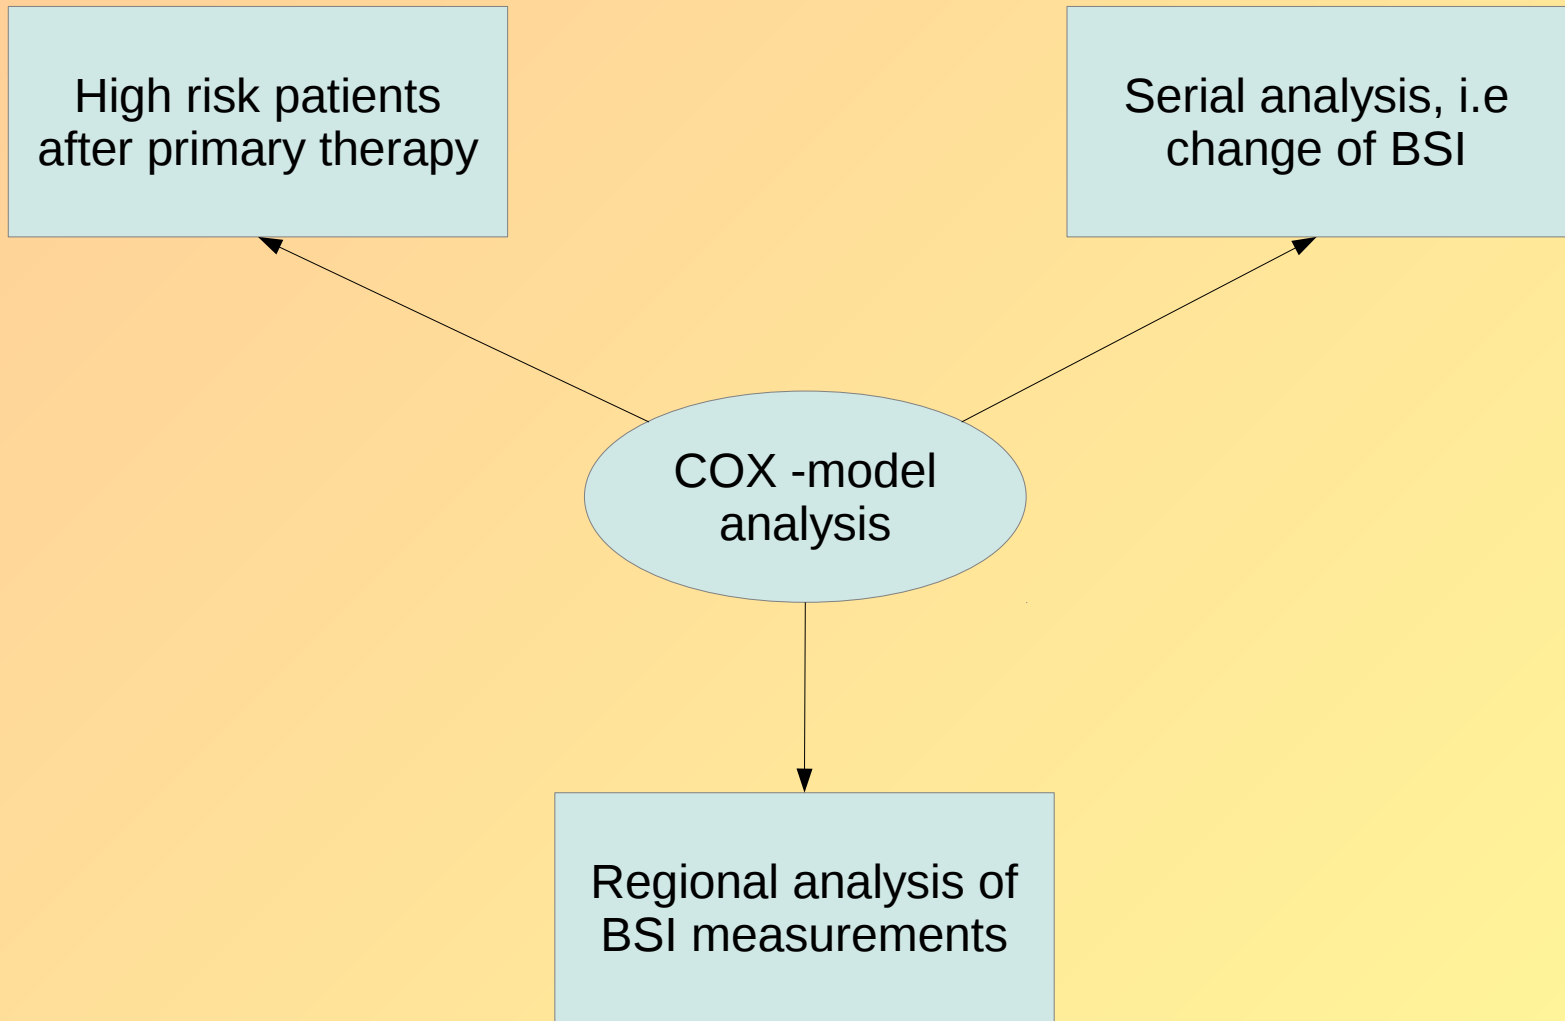 High risk patients
after primary therapy
Serial analysis, i.e
change of BSI
COX -model
analysis
Regional analysis of
BSI measurements